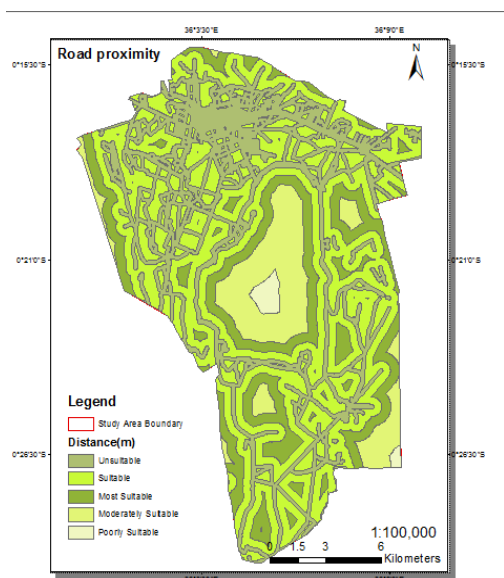 36°3'30"E 36°9'0"E
Road proximity
N
0°15'30"S 0°15'30"S
0°21'0"S 0°21'0"S
Legend
Study Area Boundary
Distance(m)
0°26'30"S 0°26'30"S
Unsuitable
Suitable
Most Suitable
Moderately Suitable
Poorly Suitable
1:100,000
0 1.5 3 6
Kilometers